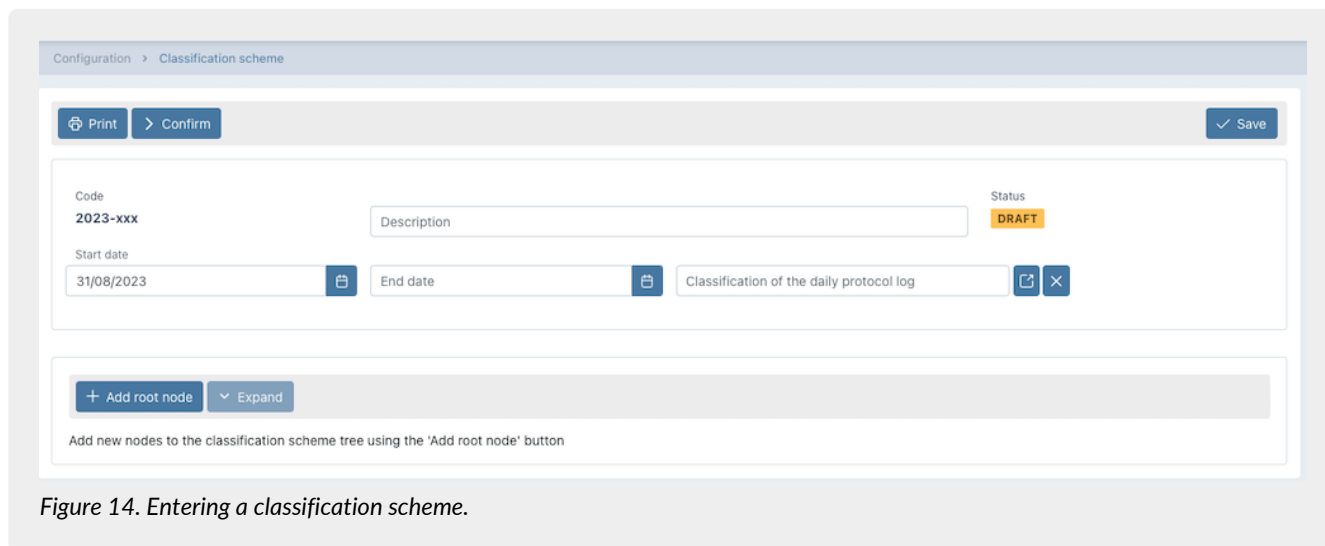 Configuration > Classification scheme
Print > Confirm Save
Code Status
2023-xxx Description DRAFT
Start date
31/08/2023 End date Classification of the daily protocol log
+ Add root node Expand
Add new nodes to the classification scheme tree using the 'Add root node' button
Figure 14. Entering a classification scheme.